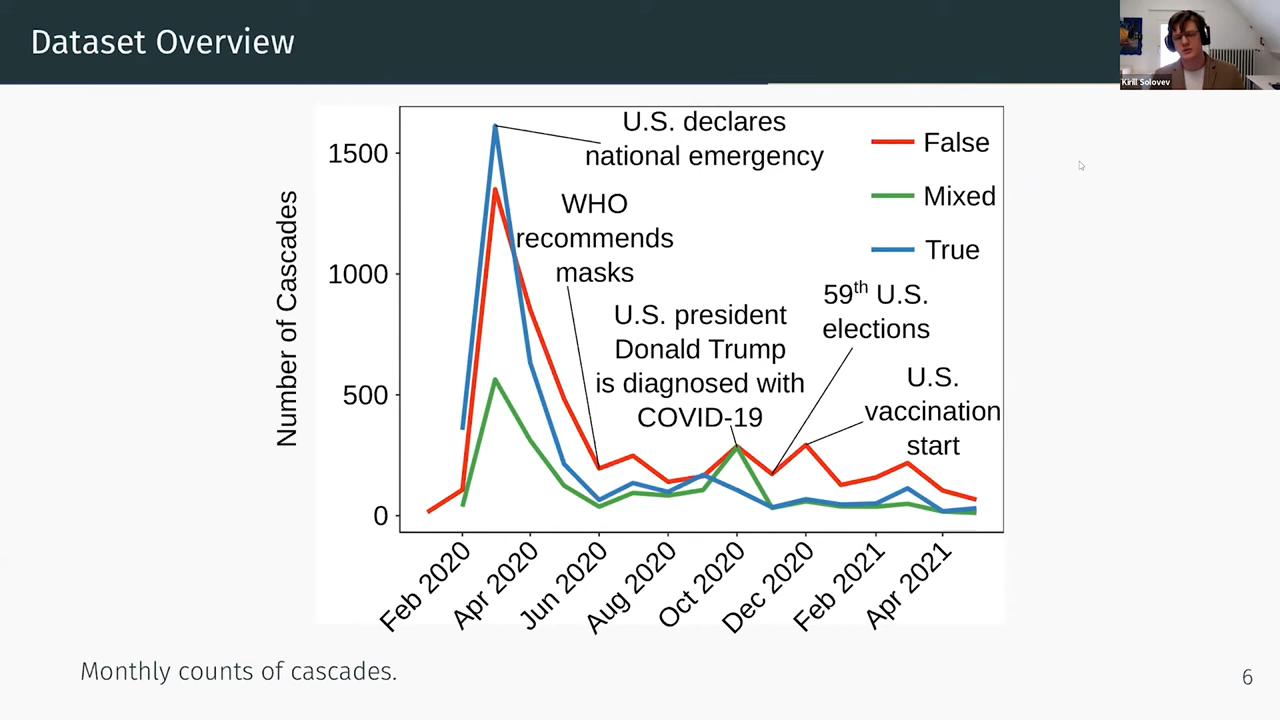 Dataset Overview
Kirill Solovev
Number of Cascades
1500
1000
500
0
U.S. declares
national emergency
WHO
recommends
masks
U.S. president
Donald Trump
is diagnosed with
COVID-19
59th U.S.
elections
U.S.
vaccination
start
False
Mixed
True
Feb 2020
Apr 2020
Jun 2020
Aug 2020
Oct 2020
Dec 2020
Feb 2021
Apr 2021
Monthly counts of cascades.
6